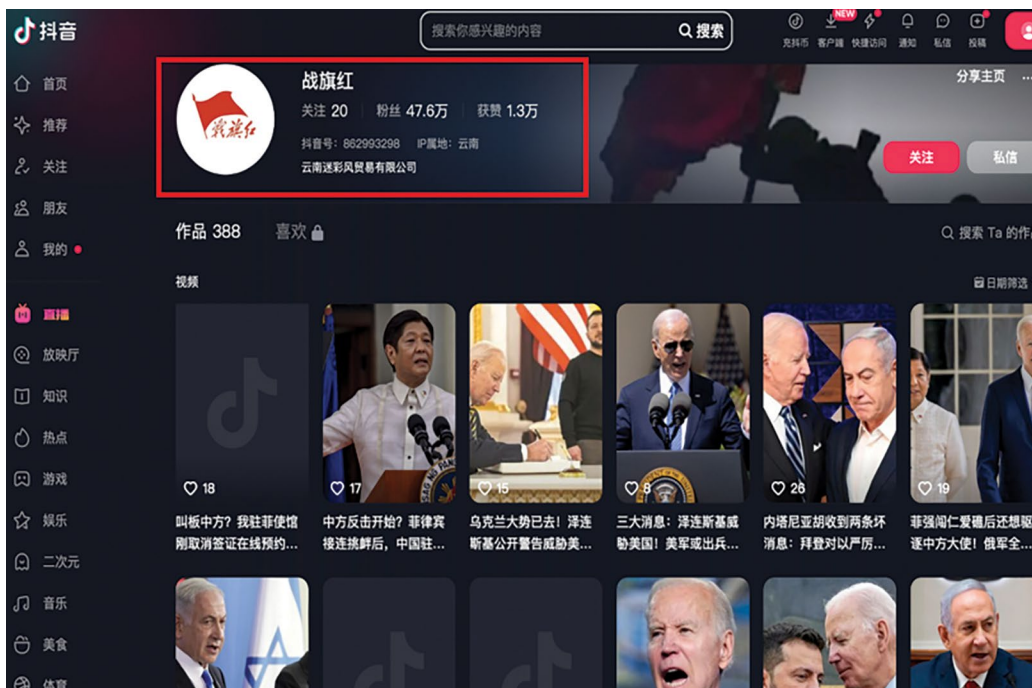 抖音
搜索你感兴趣的内容
搜索
充抖币
NEW
客户端
快捷访问
通知
私信
投稿
首页
推荐
关注
朋友
我的
直播
放映厅
知识
热点
游戏
娱乐
二次元
音乐
美食
体育
战旗红
战旗红
关注 20
粉丝 47.6万
获赞 1.3万
抖音号：862993298
IP属地：云南
云南迷彩风贸易有限公司
分享主页
...
关注
私信
作品 388
喜欢
搜索 Ta 的作
视频
日期筛选
18
叫板中方？我驻菲使馆
刚取消签证在线预约...
17
中方反击开始？菲律宾
接连挑衅后，中国驻...
15
乌克兰大势已去！泽连
斯基公开警告威胁美...
8
三大消息：泽连斯基威
胁美国！美军或出兵...
26
内塔尼亚胡收到两条坏
消息：拜登对以严厉...
19
菲强闯仁爱礁后还想驱
逐中方大使！俄军全...